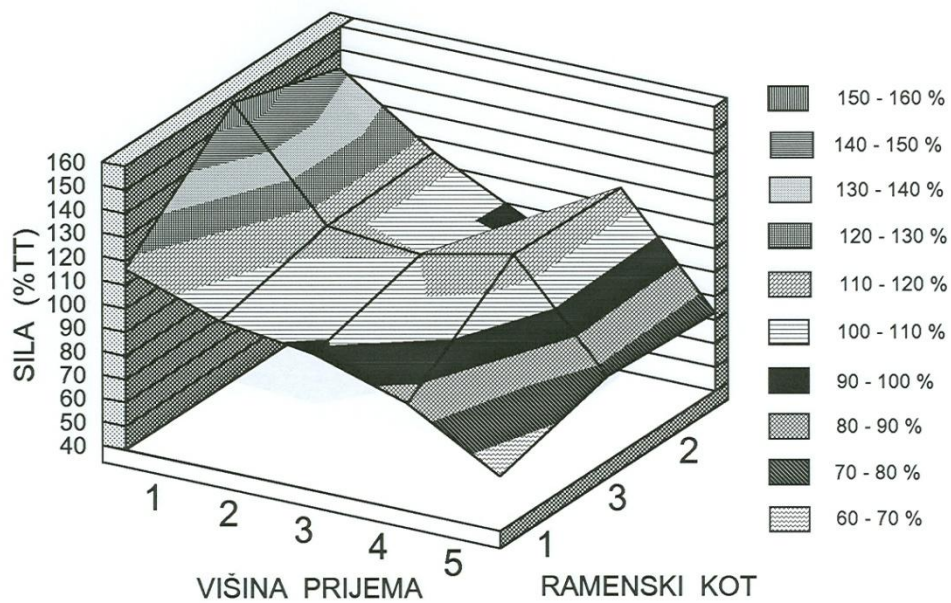 160
150
140
130
120
110
100
90
80
70
60
50
40
SILA (%TT)
1
2
3
4
5
VIŠINA PRIJEMA
1
3
2
RAMENSKI KOT
150 - 160 %
140 - 150 %
130 - 140 %
120 - 130 %
110 - 120 %
100 - 110 %
90 - 100 %
80 - 90 %
70 - 80 %
60 - 70 %